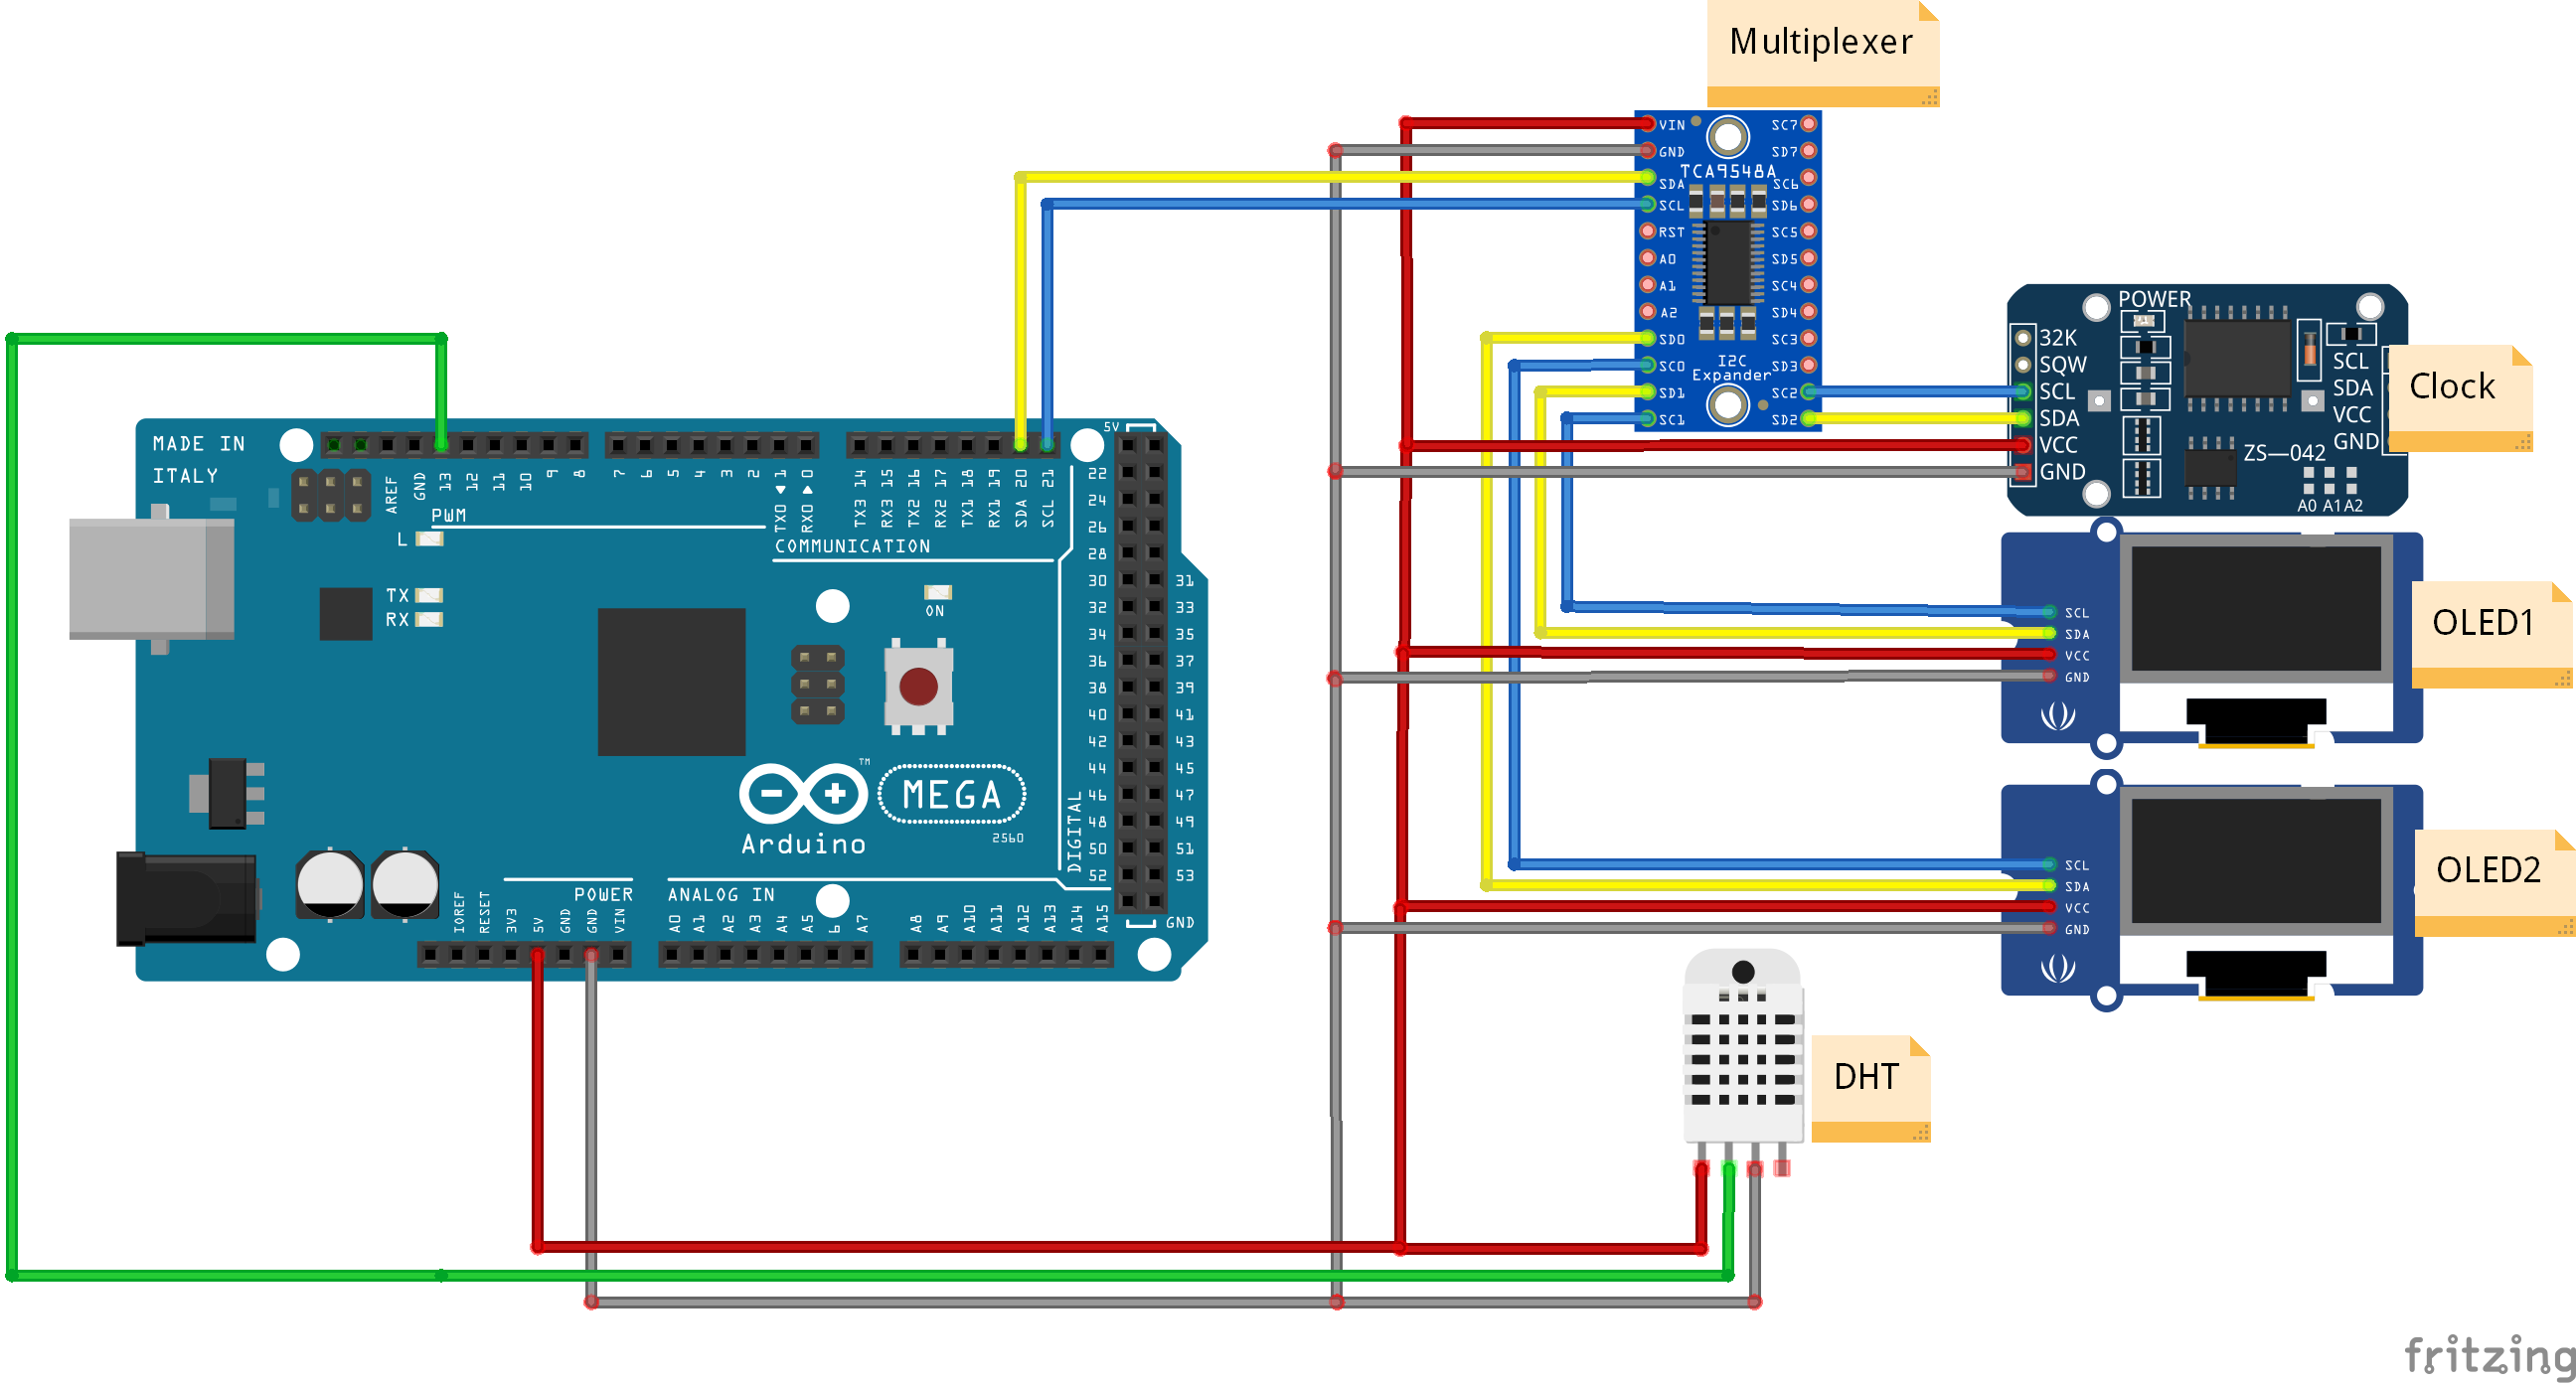 Multiplexer
VIN
GND
SDA
SCL
RST
A0
A1
A2
SD0
SC0
SD1
SC1
TCA9548A
I2C
Expander
SC7
SD7
SC6
SD6
SC5
SD5
SC4
SD4
SC3
SD3
SC2
SD2
POWER
32K
SQW
SCL
SDA
VCC
GND
SCL
SDA
VCC
GND
ZS—042
A0 A1 A2
Clock
MADE IN
ITALY
AREF
GND
13
12
11
10
9
8
7
6
5
4
3
2
TX0 1
RX0 0
TX3 14
RX3 15
TX2 16
RX2 17
TX1 18
RX1 19
SDA 20
SCL 21
PWM
COMMUNICATION
L
TX
RX
ON
5V
22
24
26
28
30 31
32 33
34 35
36 37
38 39
40 41
42 43
44 45
46 47
48 49
50 51
52 53
GND
DIGITAL
MEGA
2560
TM
Arduino
POWER
IOREF
RESET
3V3
5V
GND
GND
VIN
ANALOG IN
A0
A1
A2
A3
A4
A5
6
A7
A8
A9
A10
A11
A12
A13
A14
A15
SCL
SDA
VCC
GND
OLED1
SCL
SDA
VCC
GND
OLED2
DHT
fritzing